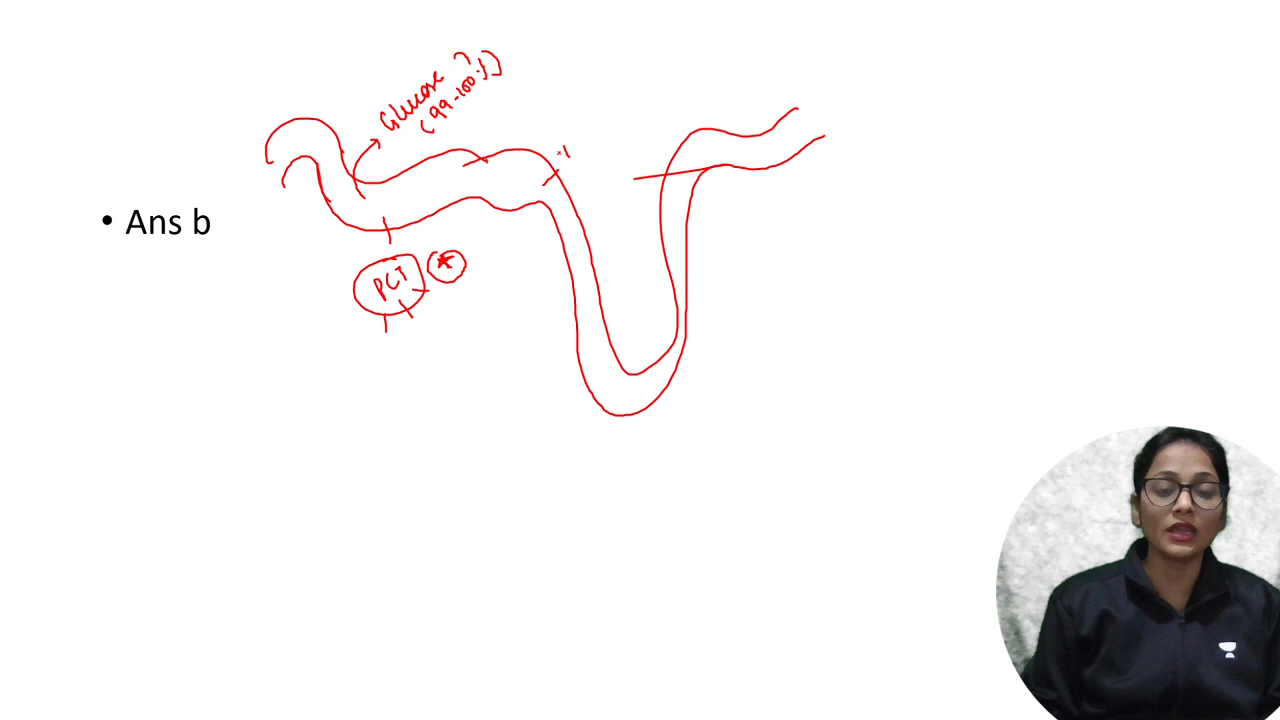 Glucose
(99-100%)
• Ans b
PCT